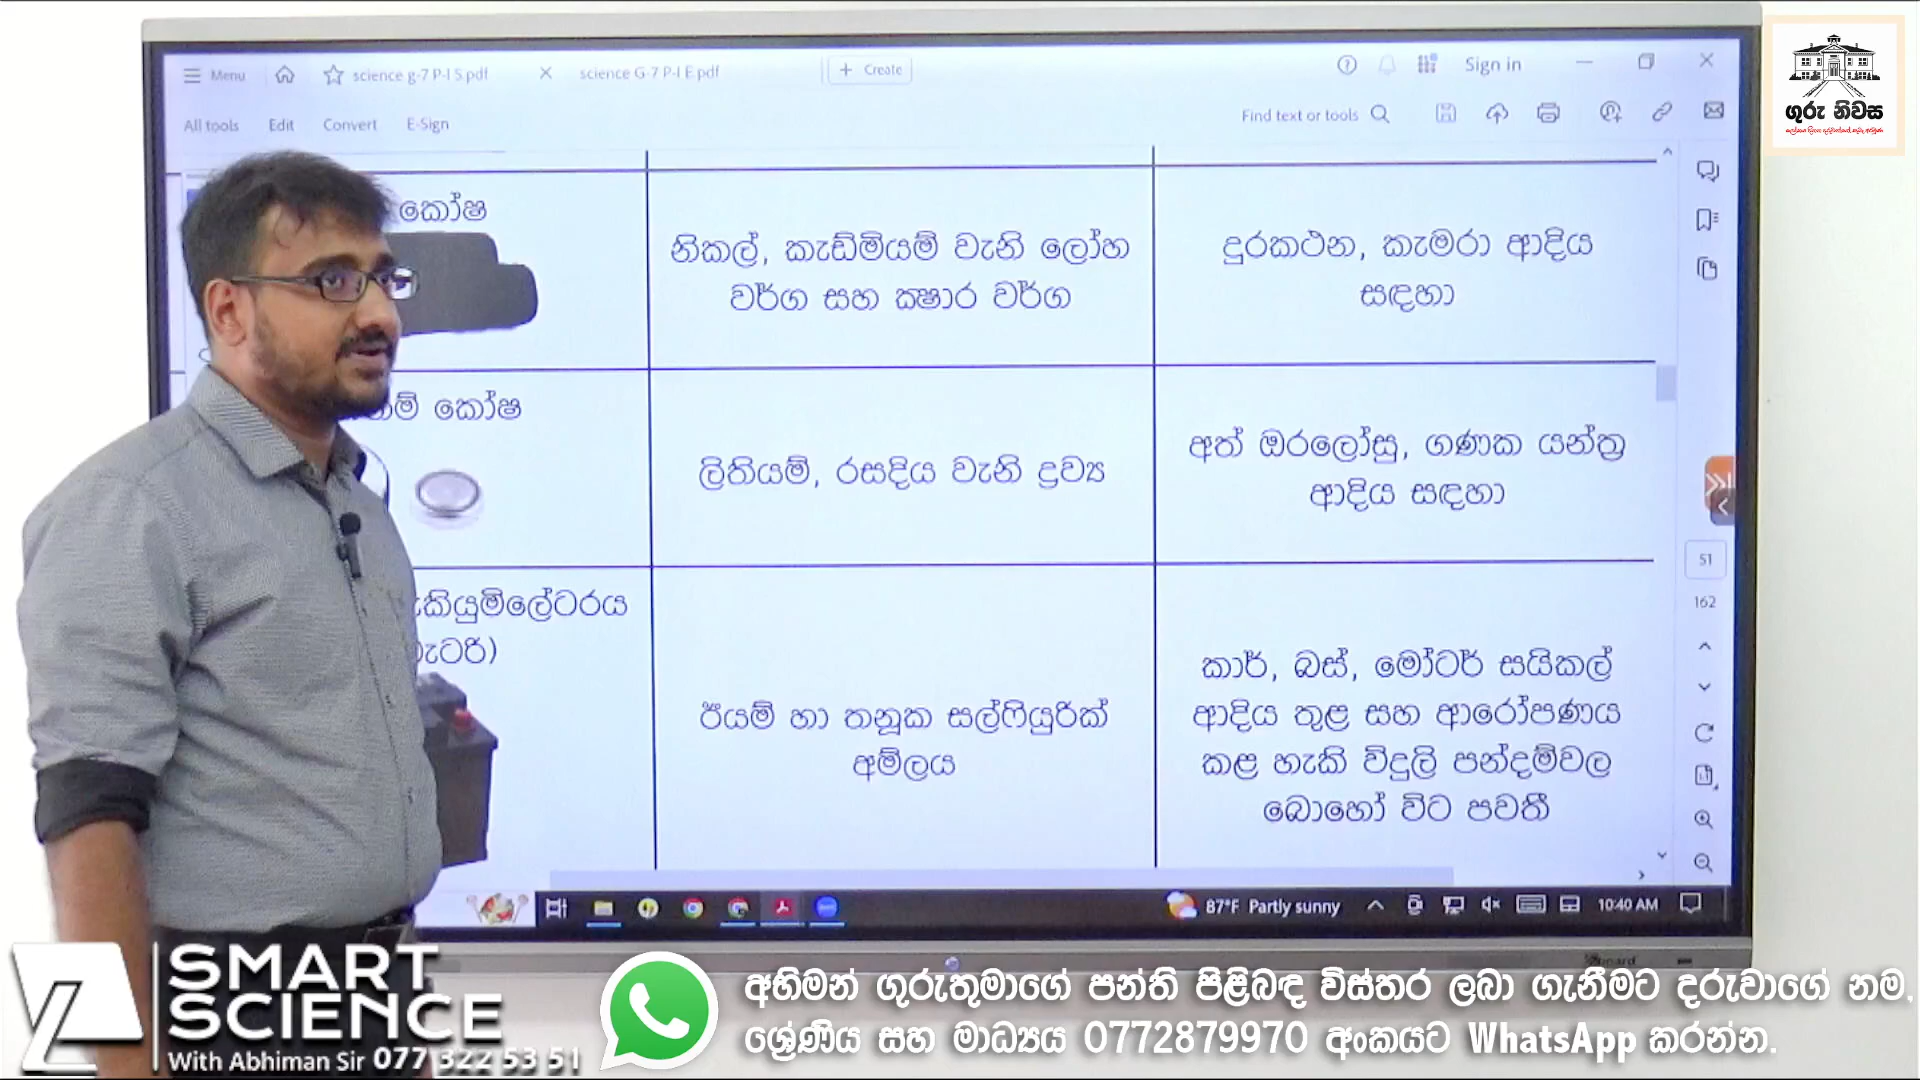 Menu
science g-7 P-I S.pdf
science G-7 P-I E.pdf
Create
Sign in
All tools
Edit
Convert
E-Sign
Find text or tools
ගුරු නිවස
කෝෂ
නිකල්, කැඩ්මියම් වැනි ලෝහ
වර්ග සහ ක්ෂාර වර්ග
දුරකථන, කැමරා ආදිය
සඳහා
කෝෂ
ලිතියම්, රසදිය වැනි ද්‍රව්‍ය
අත් ඔරලෝසු, ගණක යන්ත්‍ර
ආදිය සඳහා
ඊයම් හා තනූක සල්ෆියුරික්
අම්ලය
කාර්, බස්, මෝටර් සයිකල්
ආදිය තුළ සහ ආරෝපණය
කළ හැකි විදුලි පන්දම්වල
බොහෝ විට පවතී
51
162
87°F Partly sunny
10:40 AM
SMART
SCIENCE
With Abhiman Sir 077 322 53 51
අභිමන් ගුරුතුමාගේ පන්ති පිළිබඳ විස්තර ලබා ගැනීමට දරුවාගේ නම,
ශ්‍රේණිය සහ මාධ්‍යය 0772879970 අංකයට WhatsApp කරන්න.